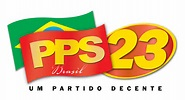 PPS 23
Brasil
UM PARTIDO DECENTE